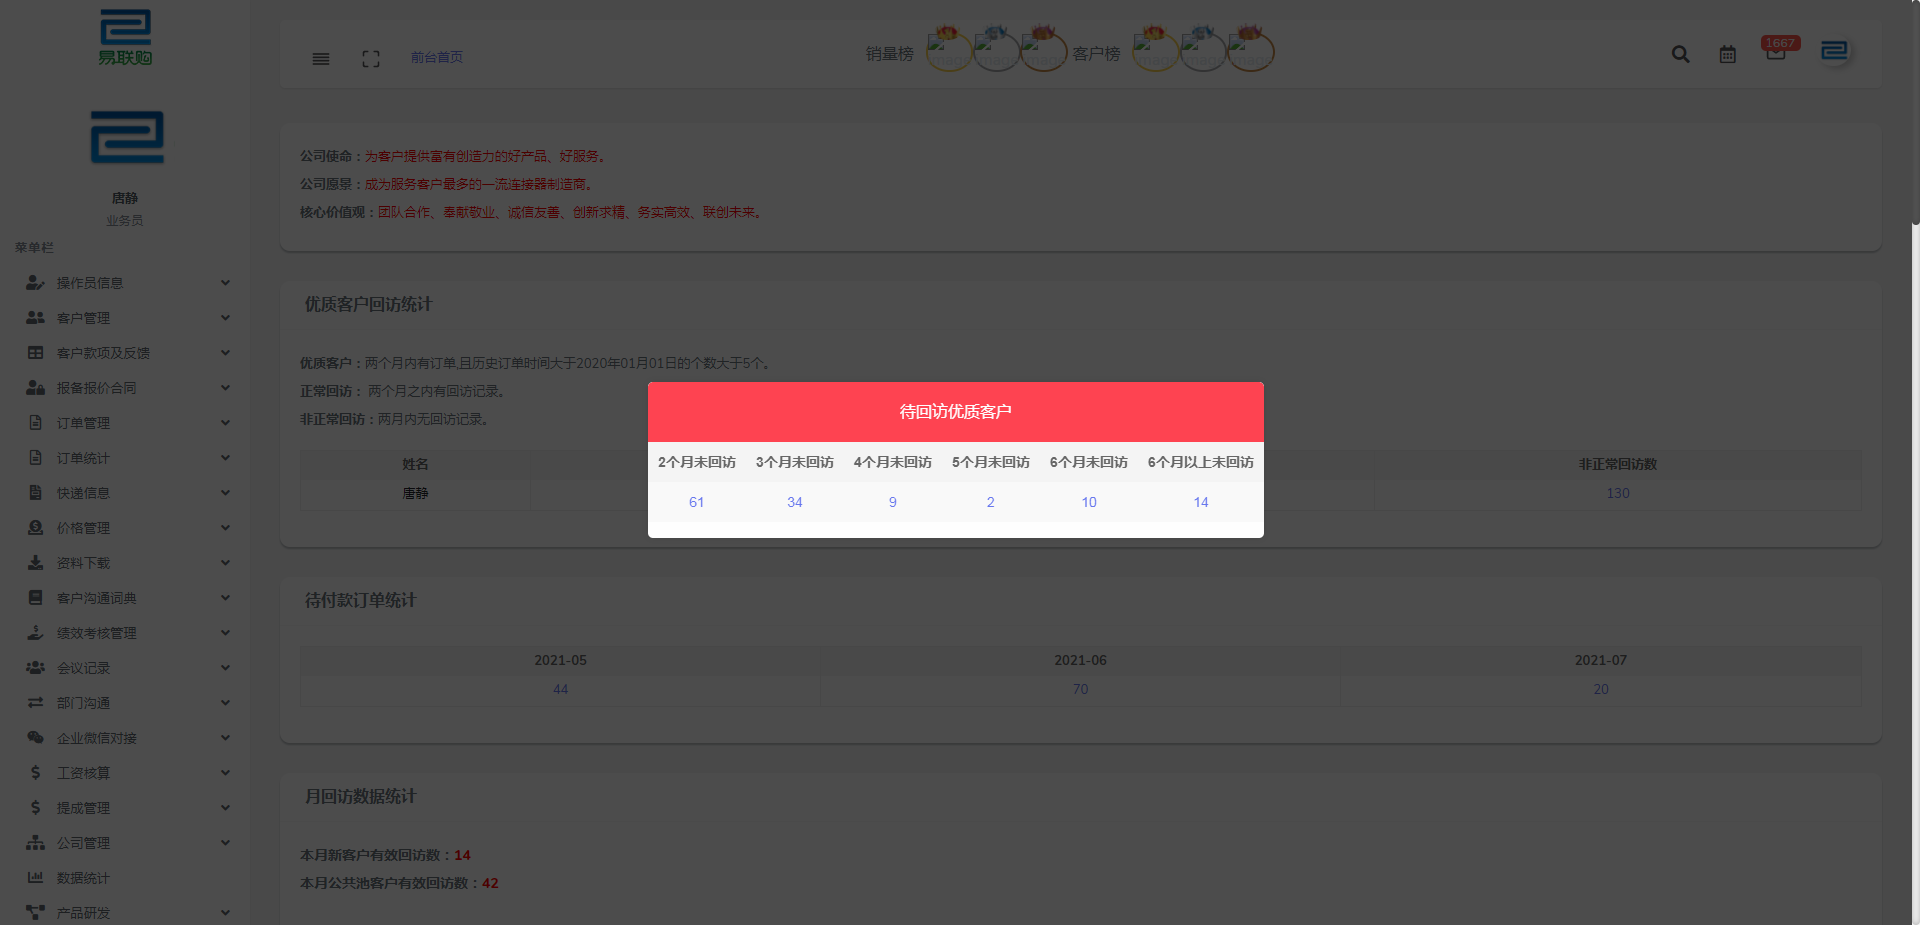 易联购
唐静
业务员
菜单栏
操作员信息
客户管理
客户款项及反馈
报备报价合同
订单管理
订单统计
快递信息
价格管理
资料下载
客户沟通词典
绩效考核管理
会议记录
部门沟通
企业微信对接
工资核算
提成管理
公司管理
数据统计
产品研发
前台首页
销量榜
客户榜
1667
公司使命：为客户提供富有创造力的好产品、好服务。
公司愿景：成为服务客户最多的一流连接器制造商。
核心价值观：团队合作、奉献敬业、诚信友善、创新求精、务实高效、联创未来。
优质客户回访统计
优质客户：两个月内有订单,且历史订单时间大于2020年01月01日的个数大于5个。
正常回访： 两个月之内有回访记录。
非正常回访：两月内无回访记录。
姓名 非正常回访数
唐静 130
待回访优质客户
2个月未回访 3个月未回访 4个月未回访 5个月未回访 6个月未回访 6个月以上未回访
61 34 9 2 10 14
待付款订单统计
2021-05 2021-06 2021-07
44 70 20
月回访数据统计
本月新客户有效回访数：14
本月公共池客户有效回访数：42